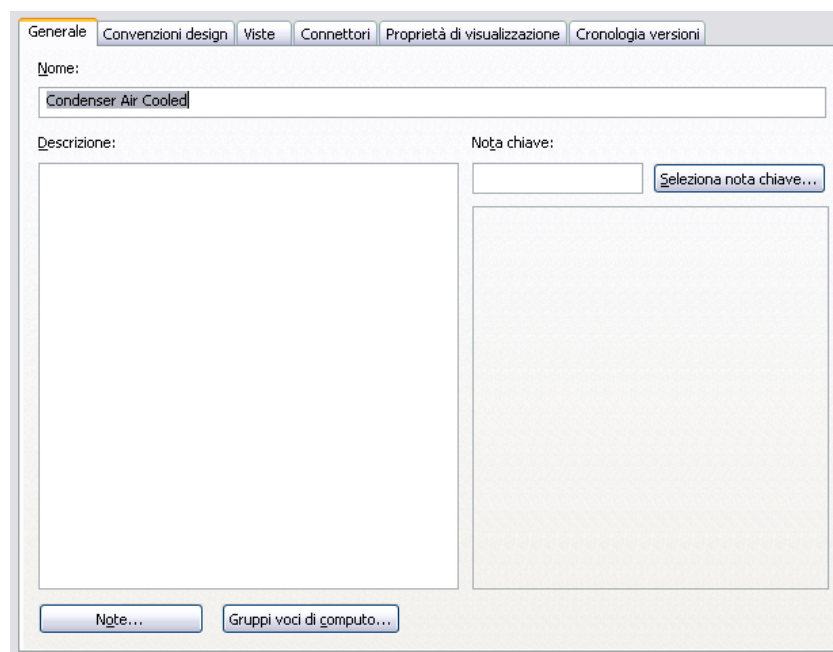 Generale Convenzioni design Viste Connettori Proprietà di visualizzazione Cronologia versioni
Nome:
Condenser Air Cooled
Descrizione: Nota chiave:
Seleziona nota chiave...
Note... Gruppi voci di computo...